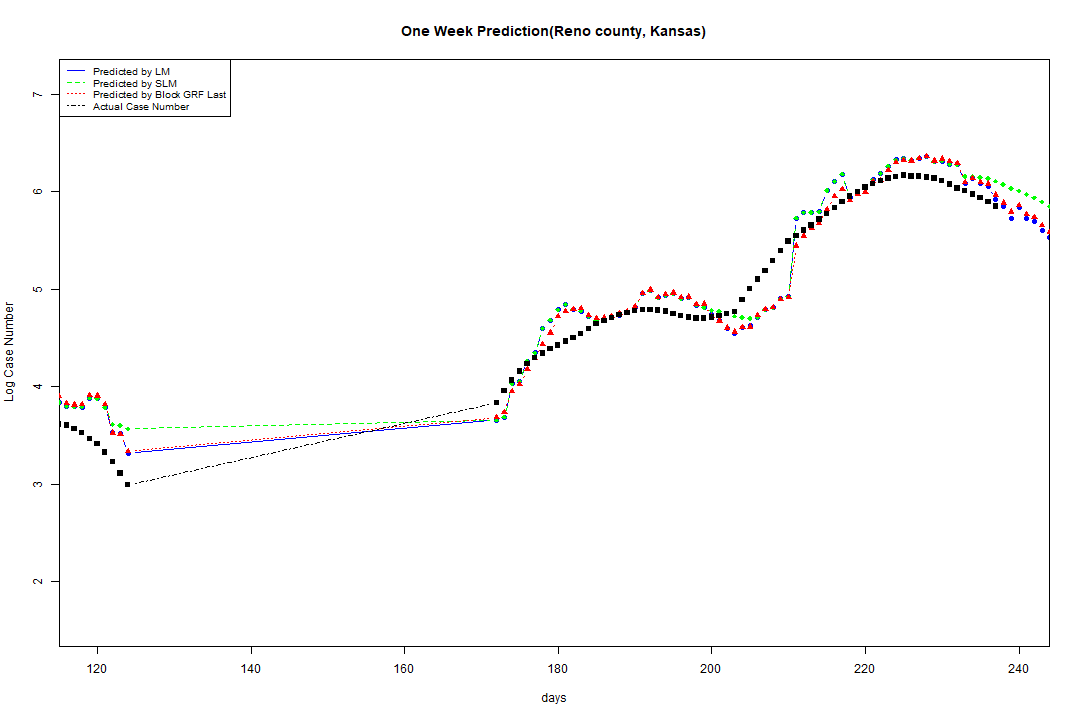 One Week Prediction(Reno county, Kansas)
Predicted by LM
Predicted by SLM
Predicted by Block GRF Last
Actual Case Number
7
6
5
4
3
2
Log Case Number
120 140 160 180 200 220 240
days